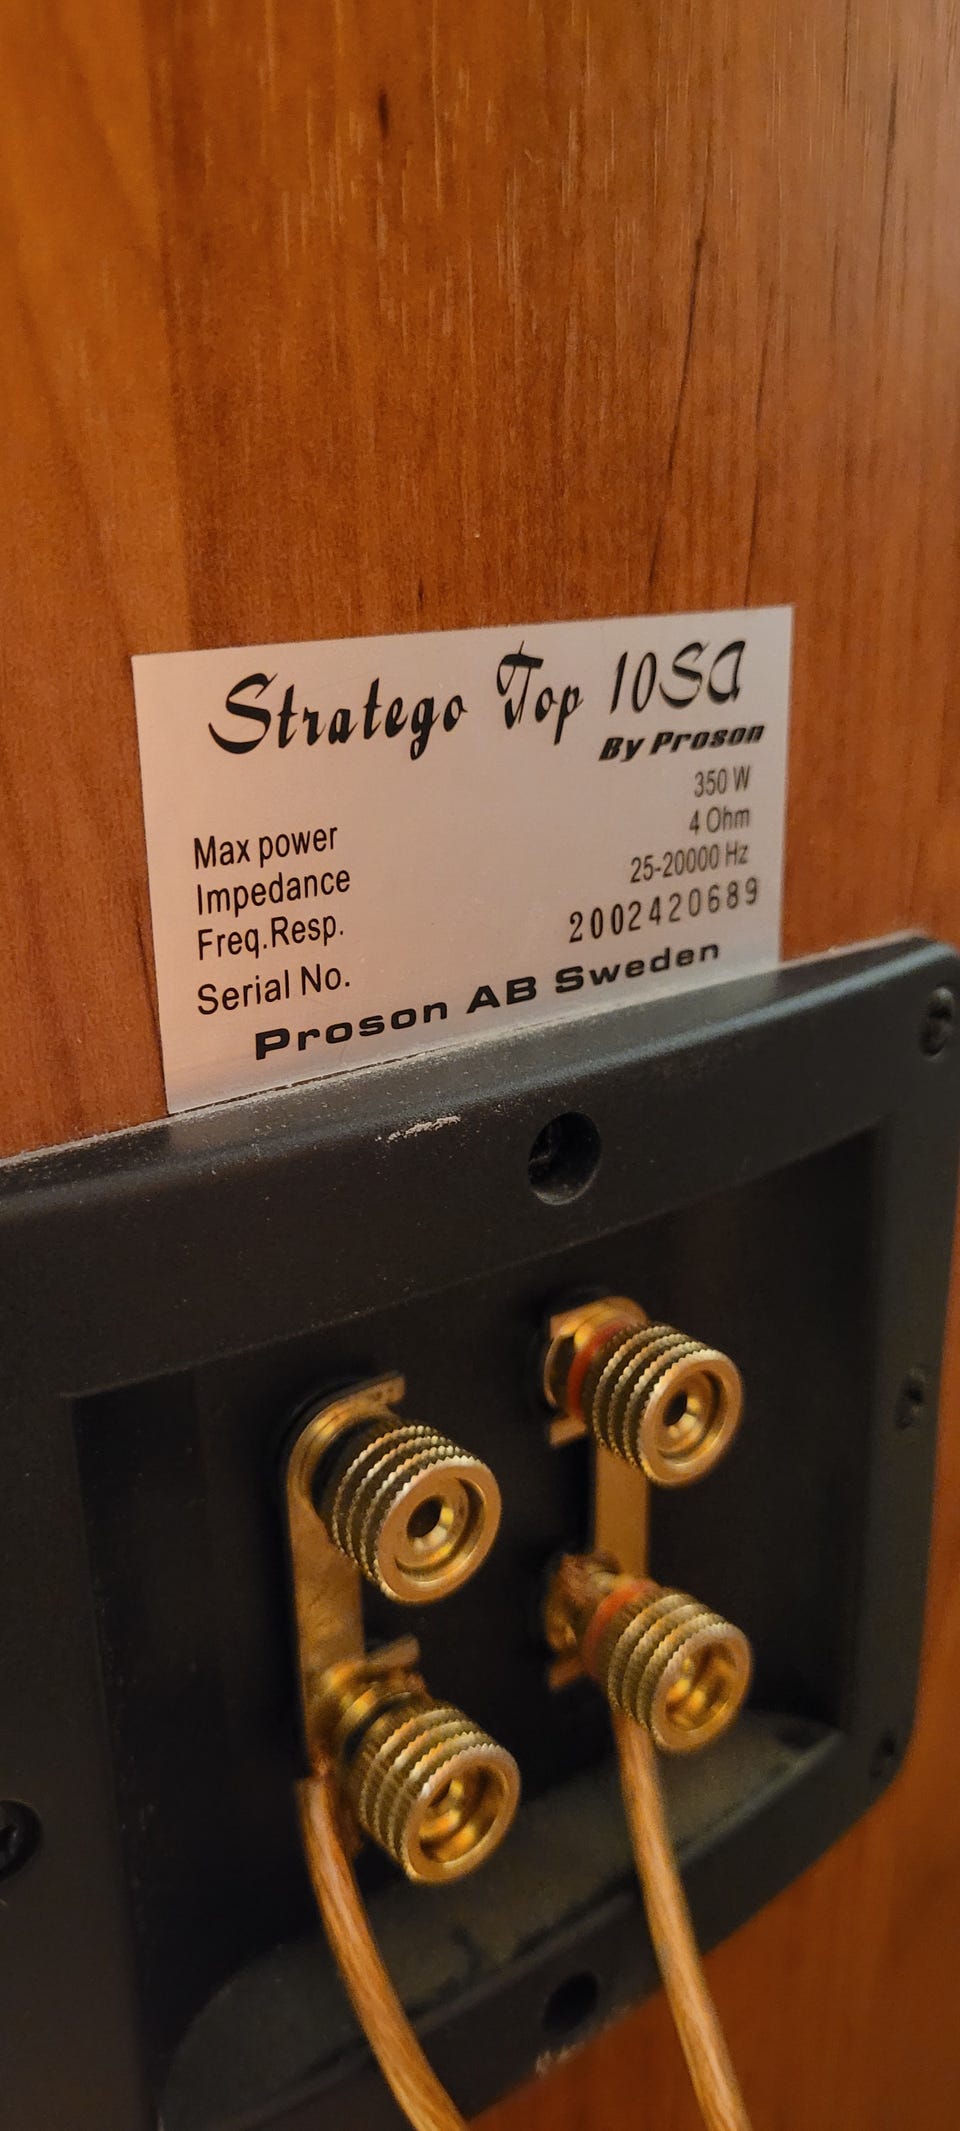 Stratego Top 10SA
By Proson
Max power 350 W
Impedance 4 Ohm
Freq.Resp. 25-20000 Hz
Serial No. 2002420689
Proson AB Sweden